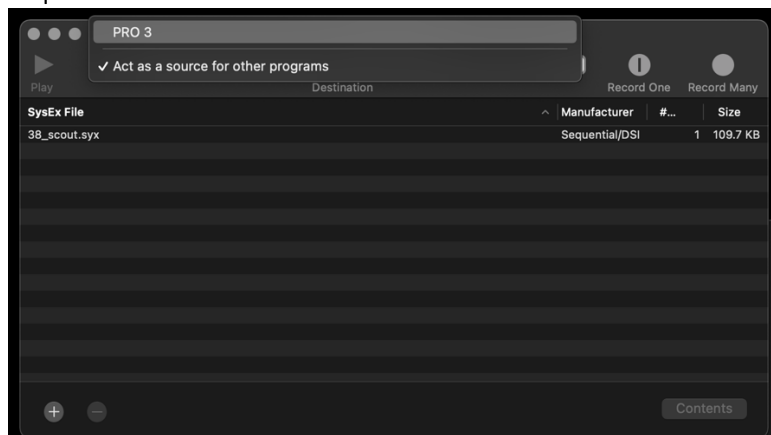 PRO 3
✓ Act as a source for other programs
Play
Destination
Record One
Record Many
SysEx File
Manufacturer
#...
Size
38_scout.syx
Sequential/DSI
1
109.7 KB
Contents